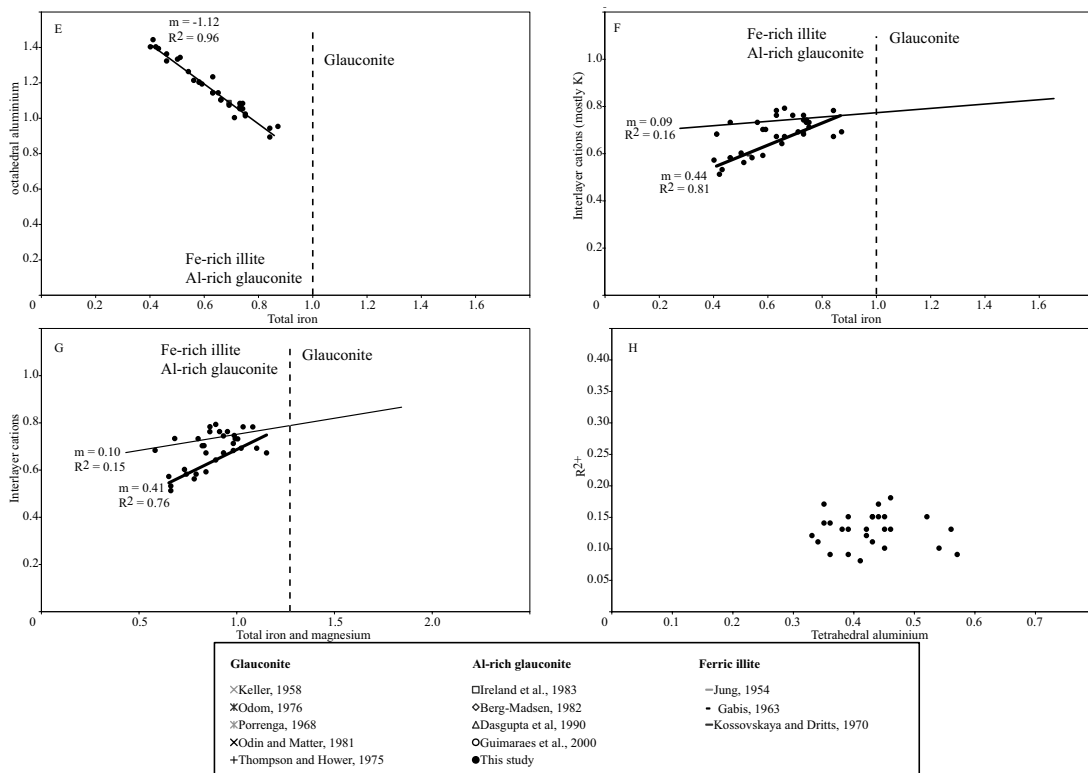 E
m = -1.12
R2 = 0.96
Glauconite
Fe-rich illite
Al-rich glauconite
octahedral aluminium
1.4
1.2
1.0
0.8
0.6
0.4
0.2
0
0.2
0.4
0.6
0.8
1.0
1.2
1.4
1.6
Total iron
F
Fe-rich illite
Al-rich glauconite
Glauconite
m = 0.09
R2 = 0.16
m = 0.44
R2 = 0.81
Interlayer cations (mostly K)
1.0
0.8
0.6
0.4
0.2
0
0.2
0.4
0.6
0.8
1.0
1.2
1.4
1.6
Total iron
G
Fe-rich illite
Al-rich glauconite
Glauconite
m = 0.10
R2 = 0.15
m = 0.41
R2 = 0.76
Interlayer cations
1.0
0.8
0.6
0.4
0.2
0
0.5
1.0
1.5
2.0
Total iron and magnesium
H
R2+
0.40
0.35
0.30
0.25
0.20
0.15
0.10
0.05
0
0.1
0.2
0.3
0.4
0.5
0.6
0.7
Tetrahedral aluminium
Glauconite
Keller, 1958
Odom, 1976
Porrenga, 1968
Odin and Matter, 1981
Thompson and Hower, 1975
Al-rich glauconite
Ireland et al., 1983
Berg-Madsen, 1982
Dasgupta et al, 1990
Guimaraes et al., 2000
This study
Ferric illite
Jung, 1954
Gabis, 1963
Kossovskaya and Dritts, 1970